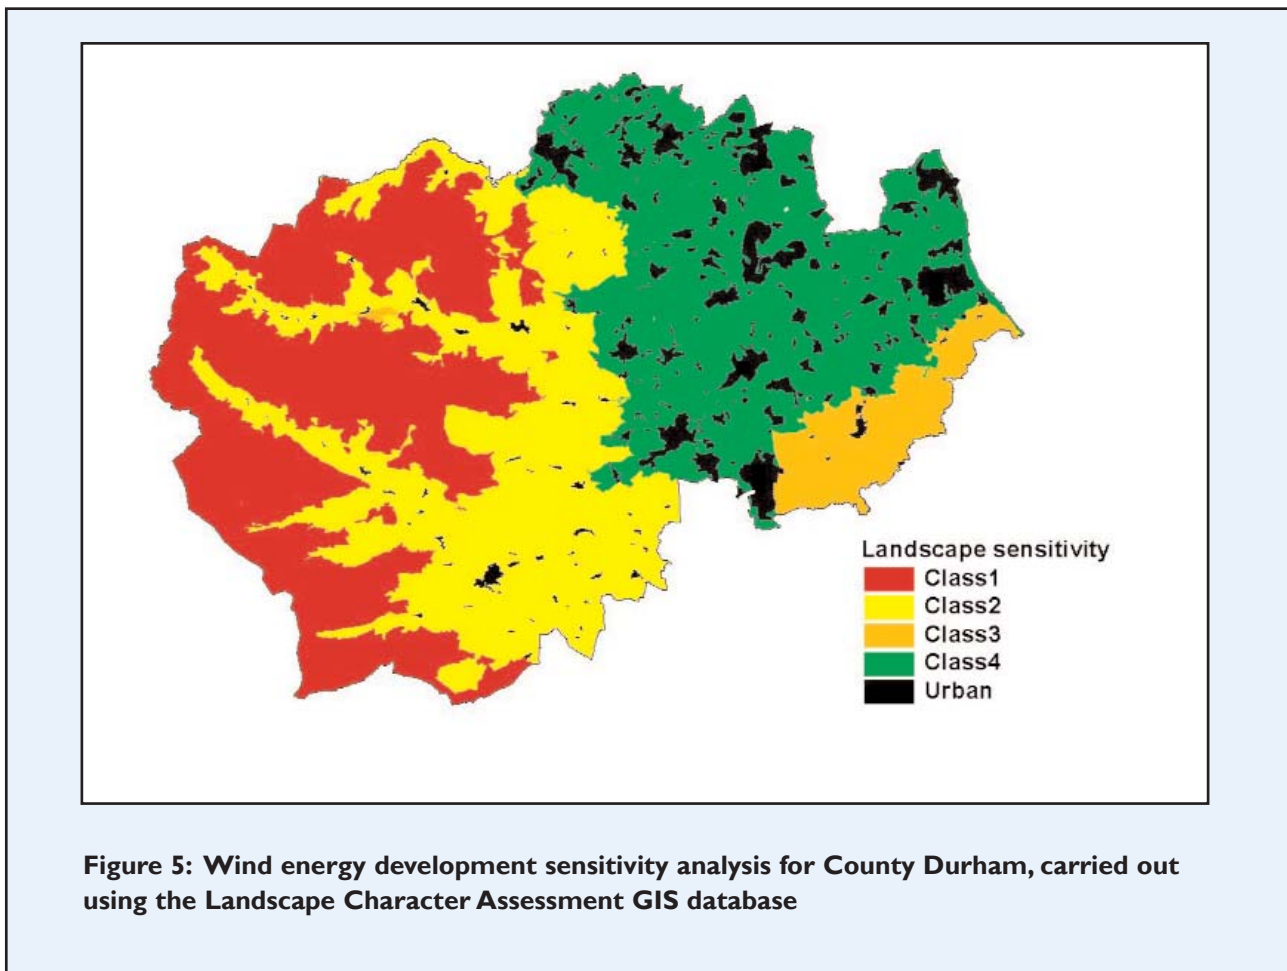 Landscape sensitivity
Class1
Class2
Class3
Class4
Urban
Figure 5: Wind energy development sensitivity analysis for County Durham, carried out
using the Landscape Character Assessment GIS database